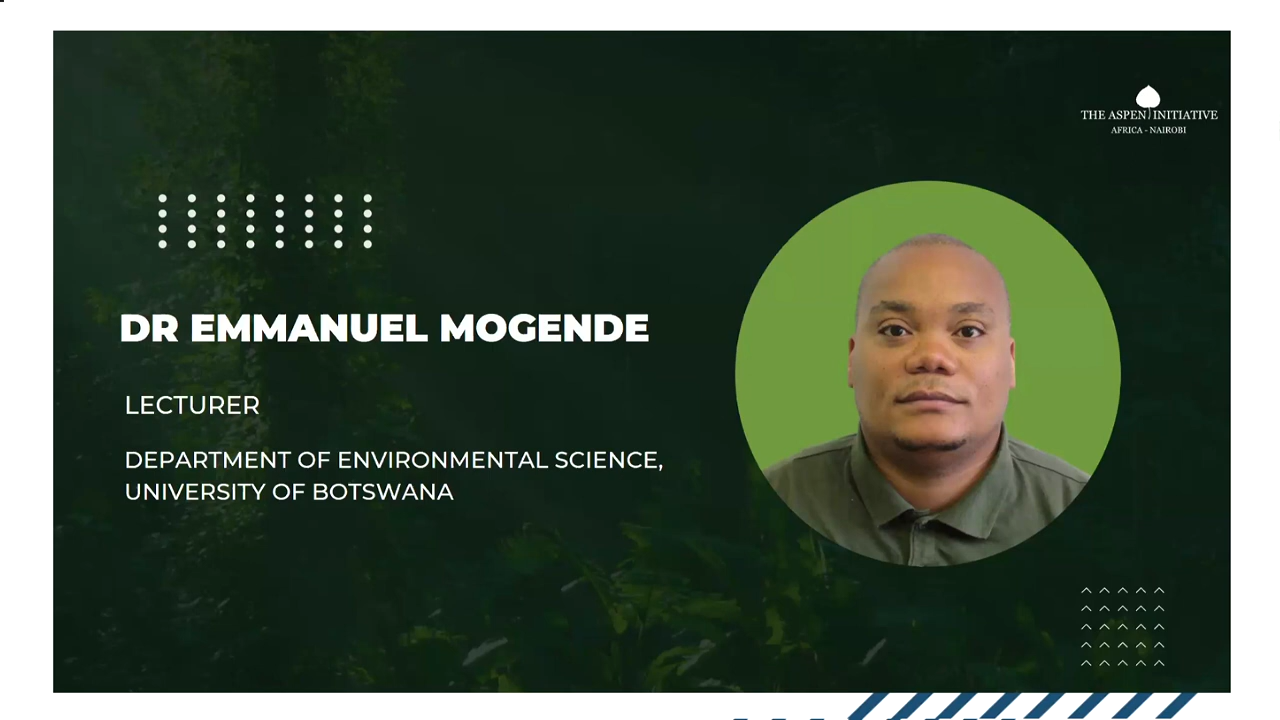 THE ASPEN INITIATIVE
AFRICA - NAIROBI
DR EMMANUEL MOGENDE
LECTURER
DEPARTMENT OF ENVIRONMENTAL SCIENCE,
UNIVERSITY OF BOTSWANA